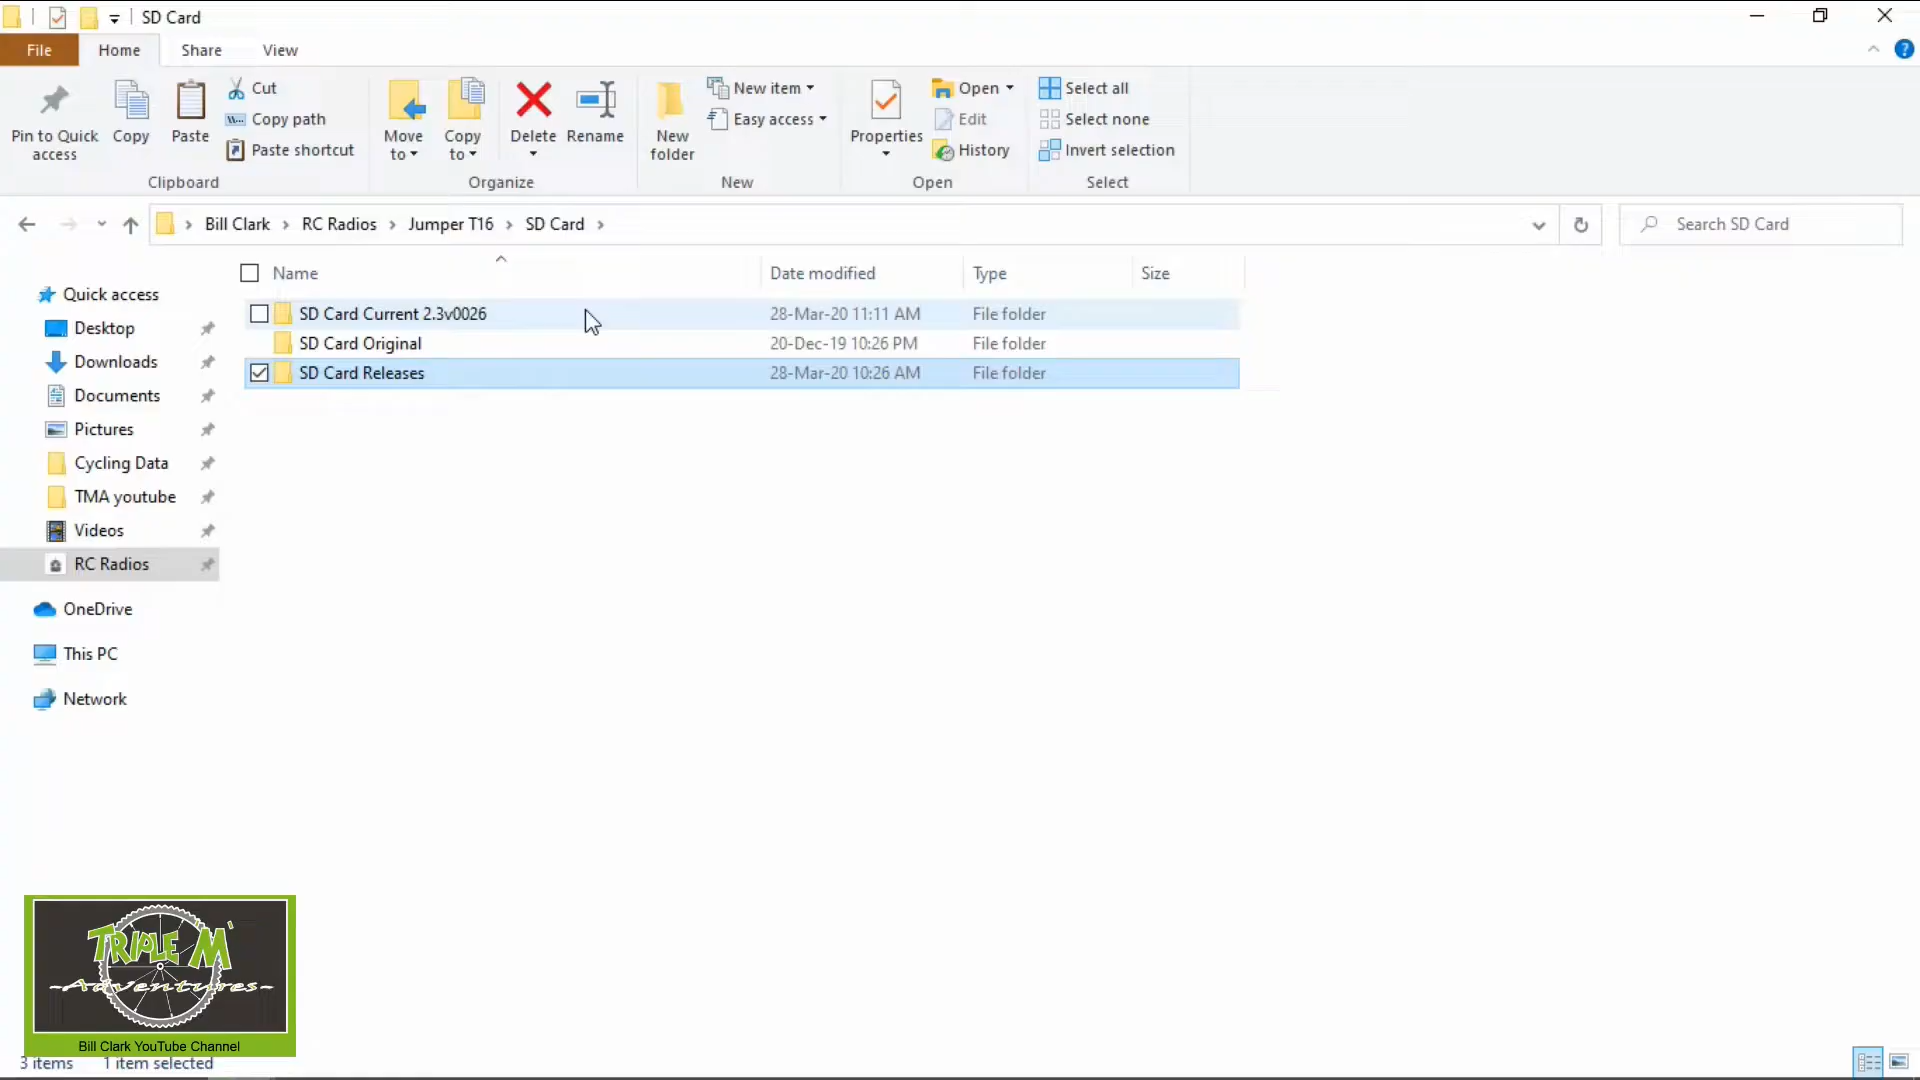 SD Card
File Home Share View
Pin to Quick access
Copy
Paste
Cut
Copy path
Paste shortcut
Clipboard
Move to
Copy to
Delete
Rename
Organize
New folder
New item
Easy access
New
Properties
Open
Edit
History
Open
Select all
Select none
Invert selection
Select
Bill Clark RC Radios Jumper T16 SD Card
Search SD Card
Name Date modified Type Size
SD Card Current 2.3v0026 28-Mar-20 11:11 AM File folder
SD Card Original 20-Dec-19 10:26 PM File folder
SD Card Releases 28-Mar-20 10:26 AM File folder
Quick access
Desktop
Downloads
Documents
Pictures
Cycling Data
TMA youtube
Videos
RC Radios
OneDrive
This PC
Network
TRIPLE M'
-Adventures-
Bill Clark YouTube Channel
3 items 1 item selected